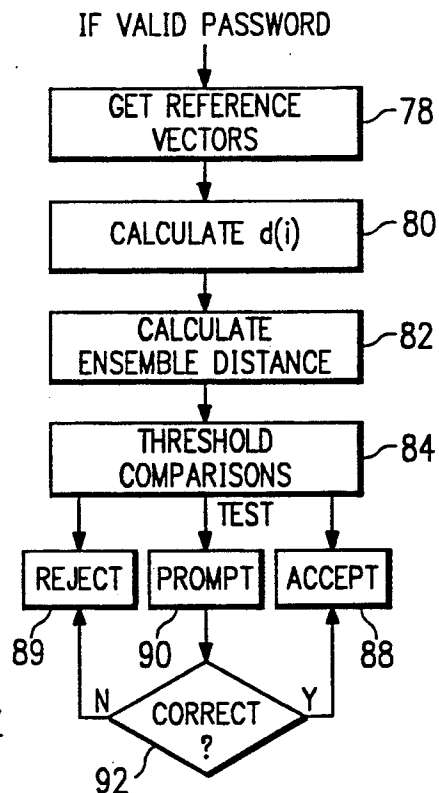 IF VALID PASSWORD
GET REFERENCE
VECTORS
78
CALCULATE d(i)
80
CALCULATE
ENSEMBLE DISTANCE
82
THRESHOLD
COMPARISONS
84
TEST
REJECT
PROMPT
ACCEPT
89
90
88
N
Y
CORRECT
?
92